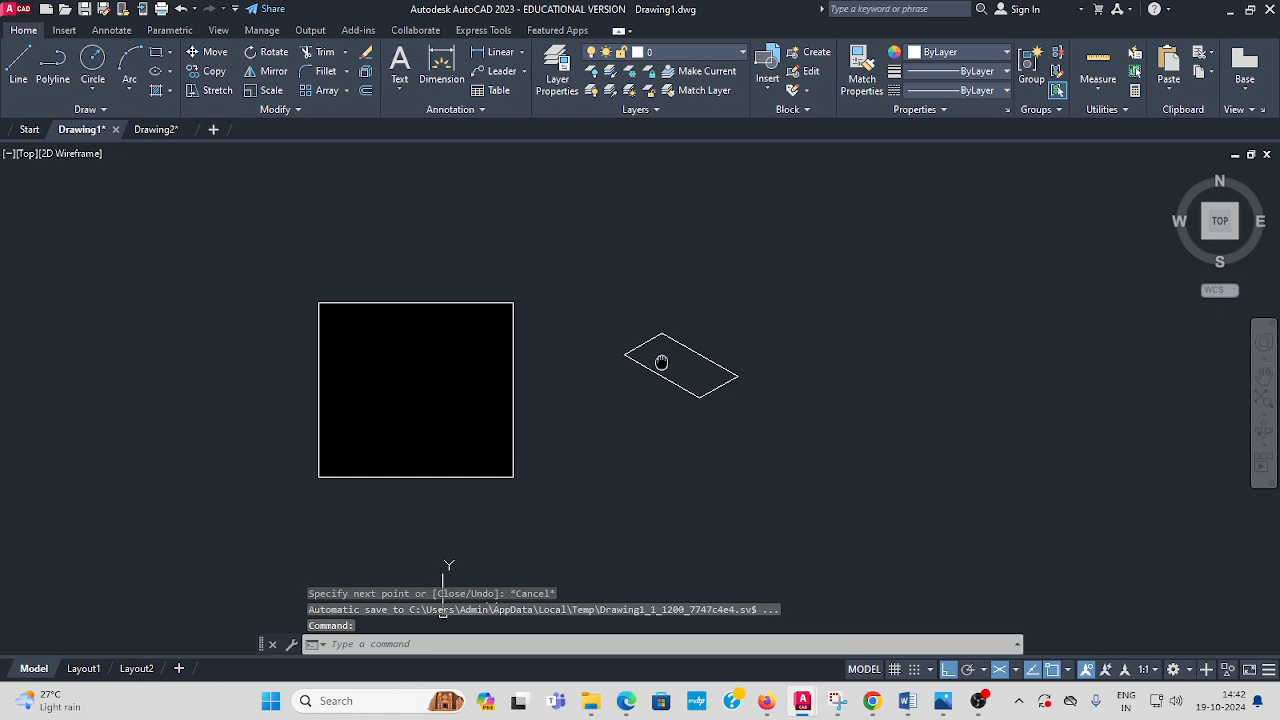 CAD
Share
Autodesk AutoCAD 2023 - EDUCATIONAL VERSION Drawing1.dwg
Type a keyword or phrase
Sign In
Home Insert Annotate Parametric View Manage Output Add-ins Collaborate Express Tools Featured Apps
Line Polyline Circle Arc
Move Rotate Trim
Copy Mirror Fillet
Stretch Scale Array
Text Dimension
Linear
Leader
Table
Layer Properties
0
Make Current
Match Layer
Insert
Create
Edit
Match Properties
ByLayer
ByLayer
ByLayer
Group
Measure
Paste
Base
Draw Modify Annotation Layers Block Properties Groups Utilities Clipboard View
Start Drawing1* Drawing2*
[−][Top][2D Wireframe]
N
W TOP E
S
WCS
Y
Specify next point or [Close/Undo]: *Cancel*
Automatic save to C:\Users\Admin\AppData\Local\Temp\Drawing1_1_1200_7747c4e4.sv$ ...
Command:
Type a command
Model Layout1 Layout2
MODEL
1:1
27°C
Light rain
Search
PRE
ENG
IN
1:42
19-10-2024